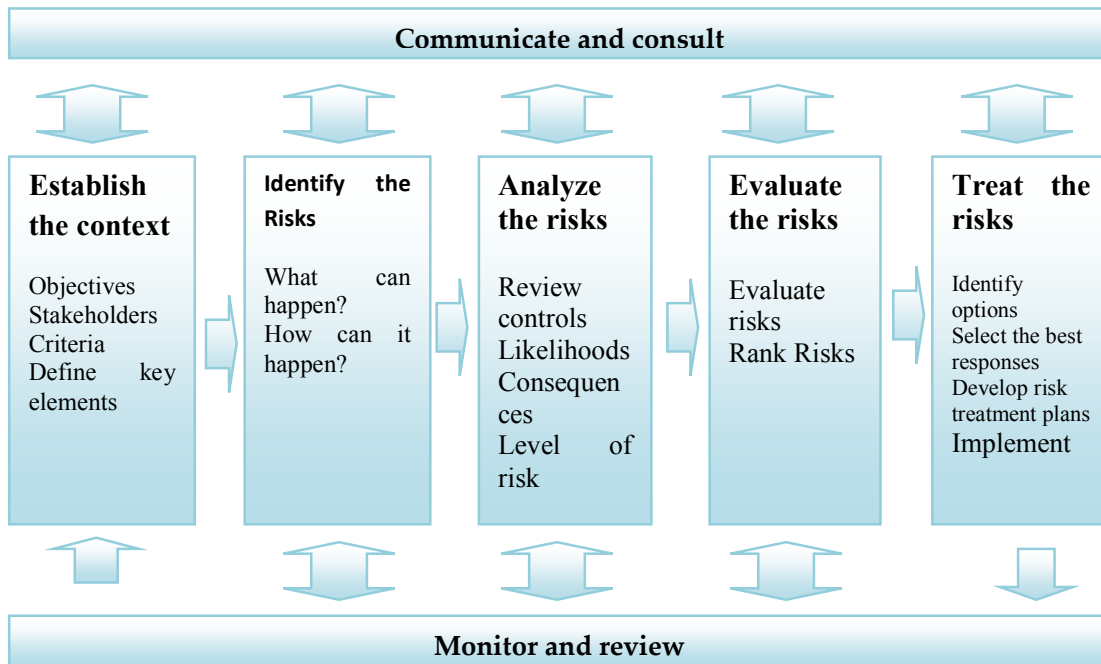 Communicate and consult
Establish
the context
Objectives
Stakeholders
Criteria
Define key
elements
Identify the
Risks
What can
happen?
How can it
happen?
Analyze
the risks
Review
controls
Likelihoods
Consequen
ces
Level of
risk
Evaluate
the risks
Evaluate
risks
Rank Risks
Treat the
risks
Identify
options
Select the best
responses
Develop risk
treatment plans
Implement
Monitor and review